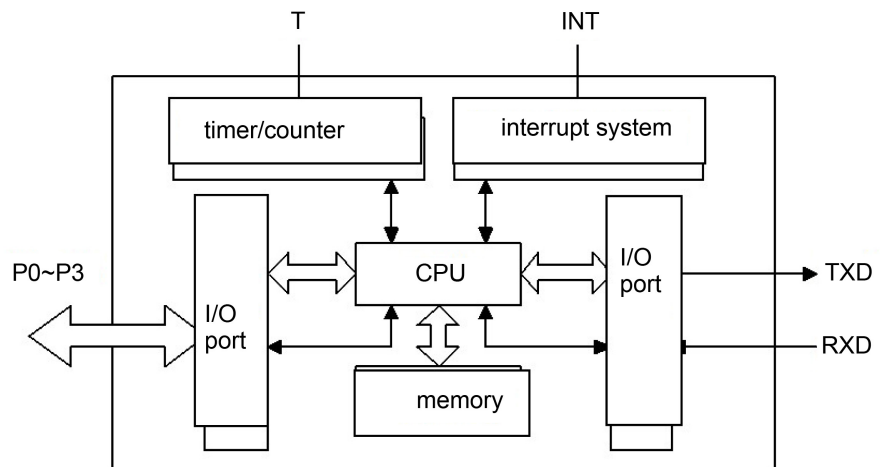 T
INT
timer/counter
interrupt system
P0~P3
I/O
port
CPU
I/O
port
TXD
RXD
memory